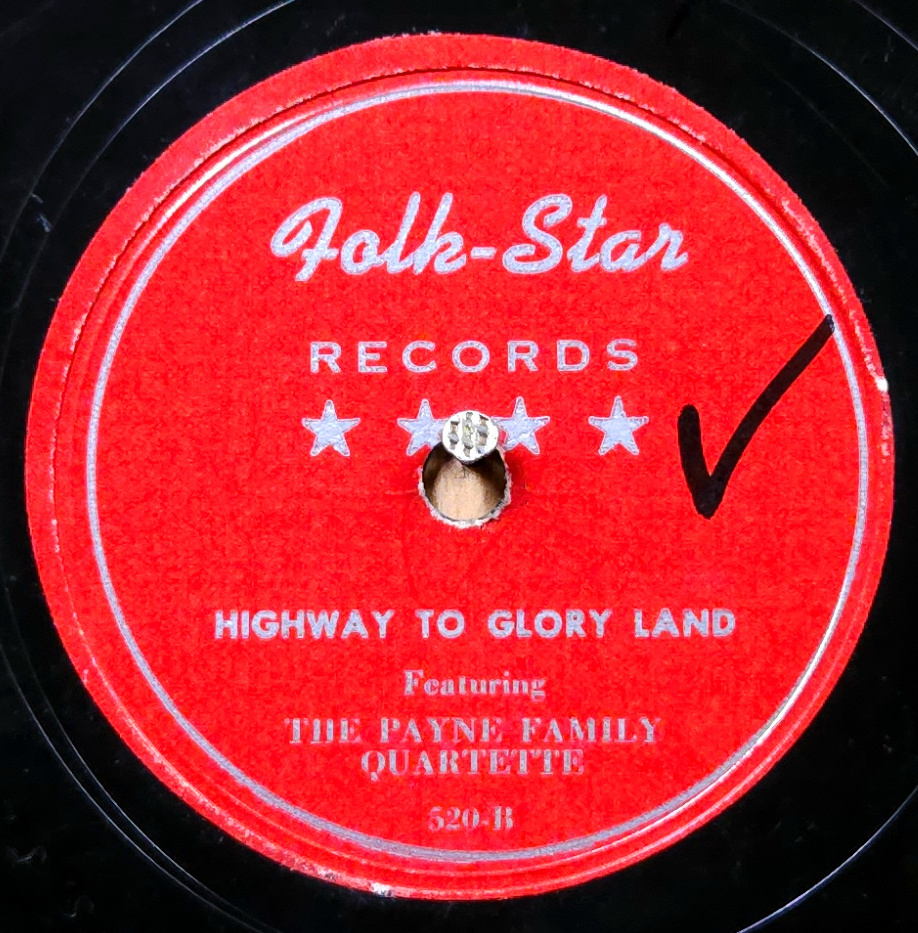 Folk-Star
RECORDS
HIGHWAY TO GLORY LAND
Featuring
THE PAYNE FAMILY
QUARTETTE
520-B